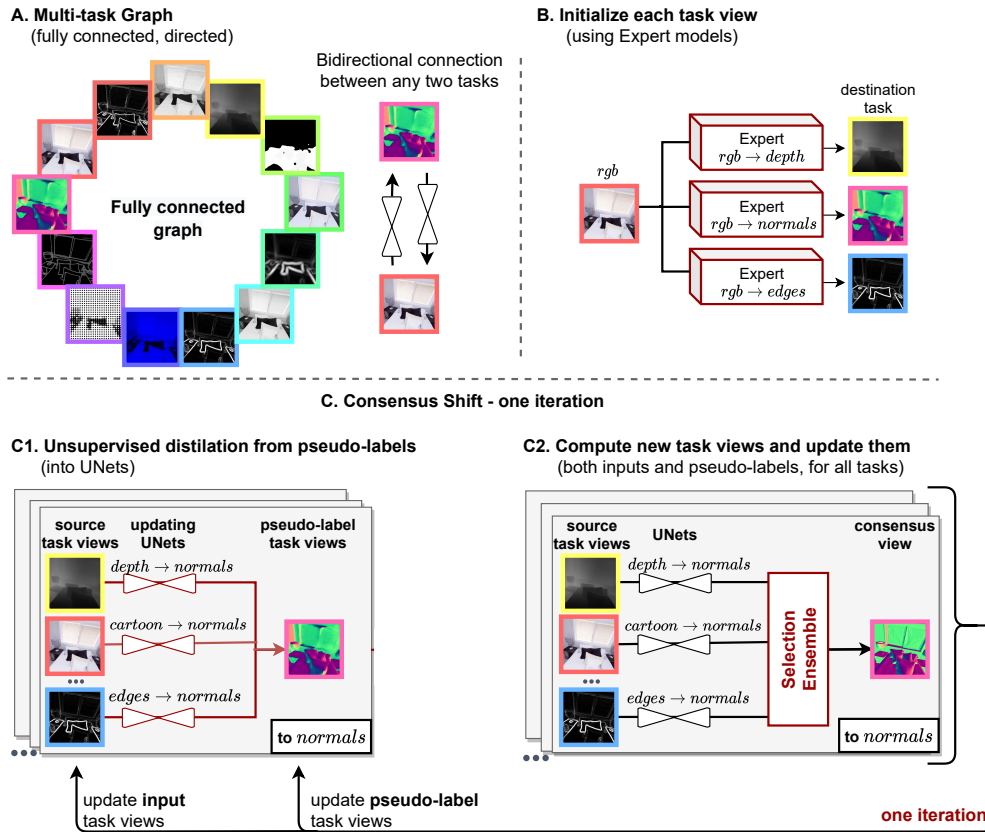 A. Multi-task Graph
(fully connected, directed)
Bidirectional connection
between any two tasks
Fully connected
graph
B. Initialize each task view
(using Expert models)
destination
task
rgb
Expert
rgb → depth
Expert
rgb → normals
Expert
rgb → edges
C. Consensus Shift - one iteration
C1. Unsupervised distilation from pseudo-labels
(into UNets)
source
task views
updating
UNets
pseudo-label
task views
depth → normals
cartoon → normals
edges → normals
to normals
update input
task views
update pseudo-label
task views
C2. Compute new task views and update them
(both inputs and pseudo-labels, for all tasks)
source
task views
UNets
consensus
view
depth → normals
cartoon → normals
edges → normals
Selection
Ensemble
to normals
one iteration